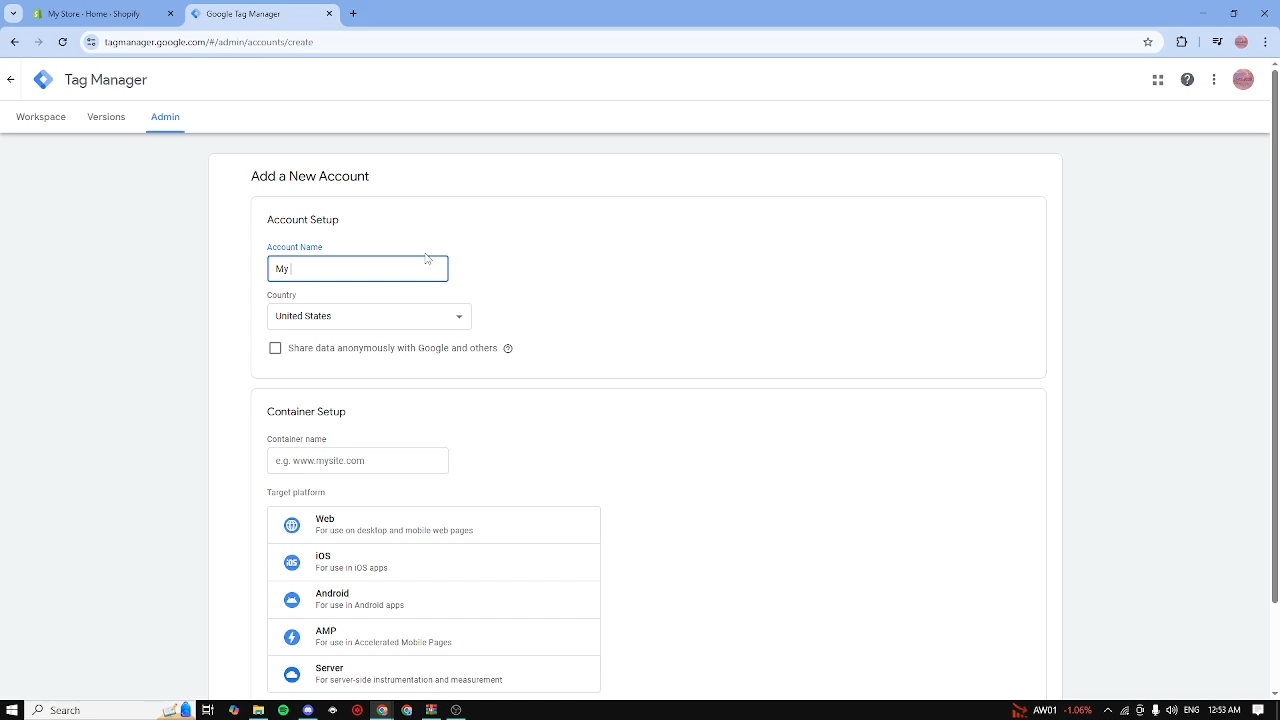 My Store - Home - Shopify
Google Tag Manager
tagmanager.google.com/#/admin/accounts/create
Tag Manager
Workspace
Versions
Admin
Add a New Account
Account Setup
Account Name
My
Country
United States
Share data anonymously with Google and others
Container Setup
Container name
e.g. www.mysite.com
Target platform
Web
For use on desktop and mobile web pages
iOS
iOS
For use in iOS apps
Android
For use in Android apps
AMP
For use in Accelerated Mobile Pages
Server
For server-side instrumentation and measurement
Search
AW01 -1.06%
ENG
12:53 AM